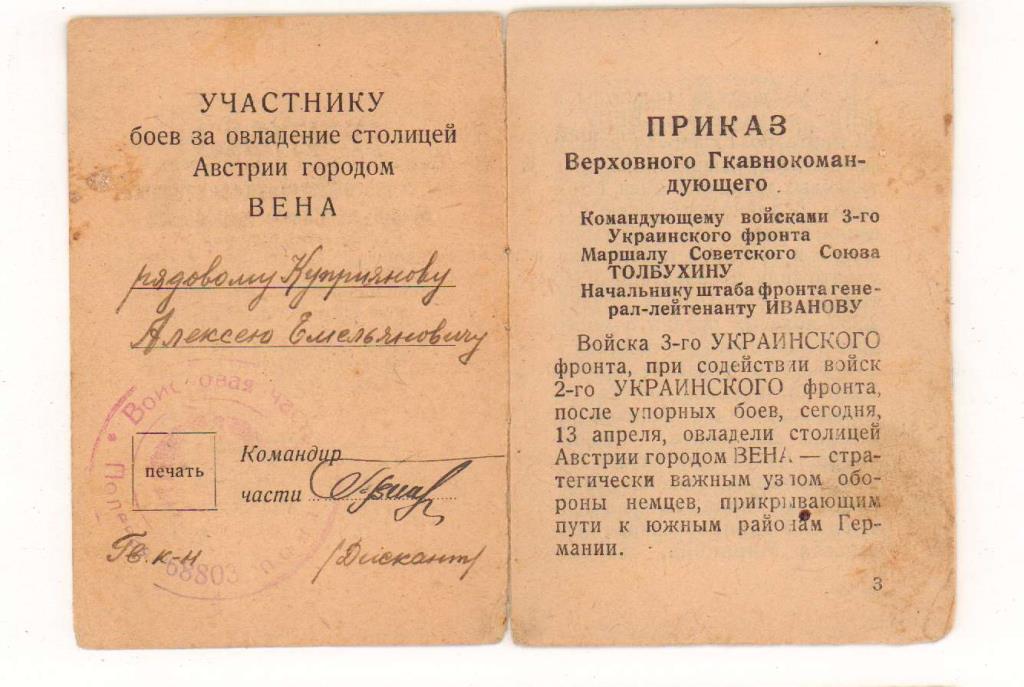 УЧАСТНИКУ
боев за овладение столицей
Австрии городом
ВЕНА
рядовому Куприянову
Алексею Емельяновичу
Войсковая часть
Полевая
68803
печать
Командир
части
Гв. к-н /Дискант/
ПРИКАЗ
Верховного Гкавнокоман-
дующего
Командующему войсками 3-го
Украинского фронта
Маршалу Советского Союза
ТОЛБУХИНУ
Начальнику штаба фронта гене-
рал-лейтенанту ИВАНОВУ
Войска 3-го УКРАИНСКОГО
фронта, при содействии войск
2-го УКРАИНСКОГО фронта,
после упорных боев, сегодня,
13 апреля, овладели столицей
Австрии городом ВЕНА — стра-
тегически важным узлом обо-
роны немцев, прикрывающим
пути к южным районам Гер-
мании.
3